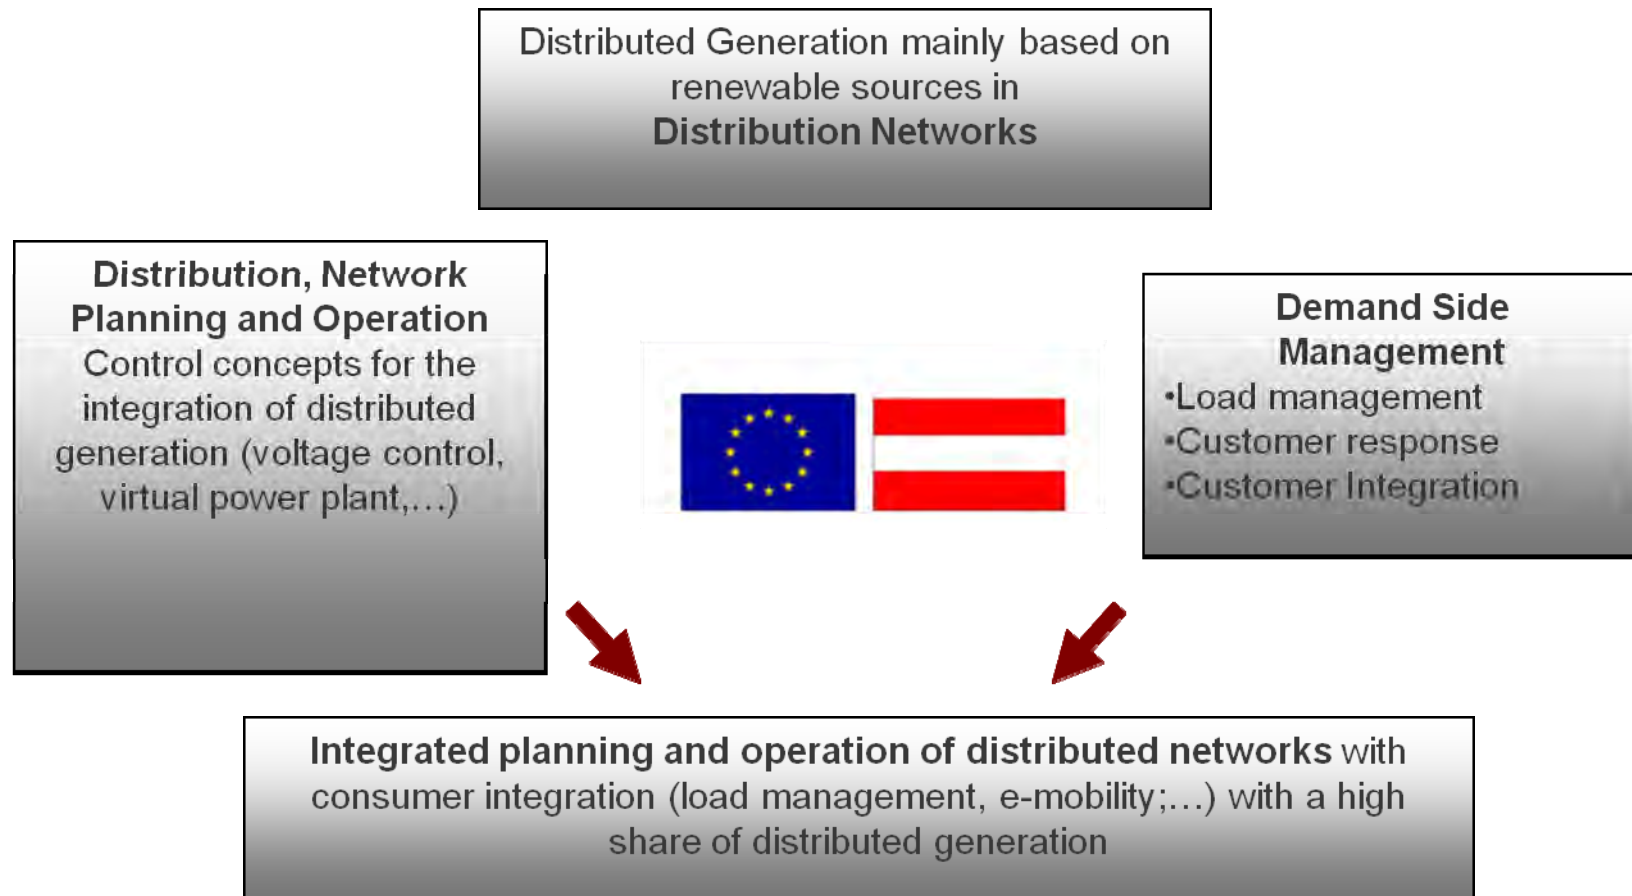 Distributed Generation mainly based on
renewable sources in
Distribution Networks
Distribution, Network
Planning and Operation
Control concepts for the
integration of distributed
generation (voltage control,
virtual power plant,...)
Demand Side
Management
•Load management
•Customer response
•Customer Integration
Integrated planning and operation of distributed networks with
consumer integration (load management, e-mobility;...) with a high
share of distributed generation